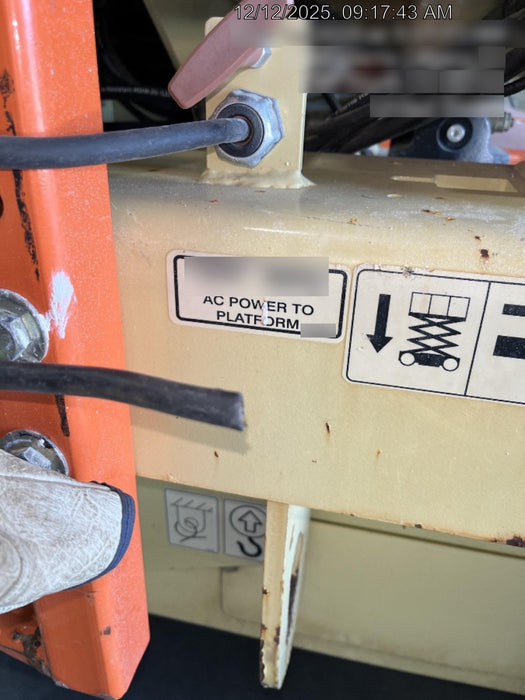 12/12/2025. 09:17:43 AM
AC POWER TO
PLATFORM